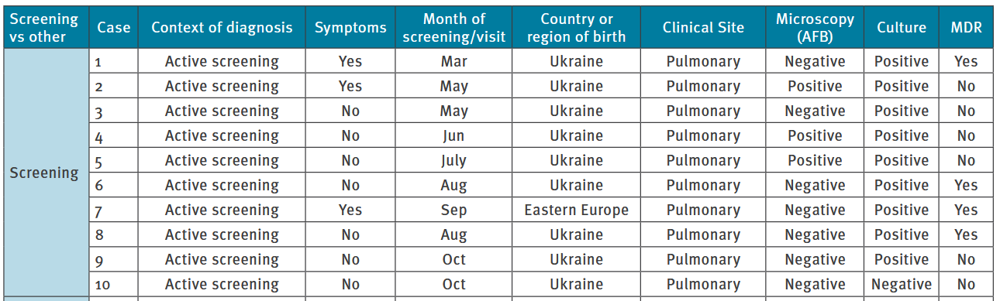 Screening vs other Case Context of diagnosis Symptoms Month of screening/visit Country or region of birth Clinical Site Microscopy (AFB) Culture MDR
Screening
1 Active screening Yes Mar Ukraine Pulmonary Negative Positive Yes
2 Active screening Yes May Ukraine Pulmonary Positive Positive No
3 Active screening No May Ukraine Pulmonary Negative Positive No
4 Active screening No Jun Ukraine Pulmonary Positive Positive No
5 Active screening No July Ukraine Pulmonary Positive Positive No
6 Active screening No Aug Ukraine Pulmonary Negative Positive Yes
7 Active screening Yes Sep Eastern Europe Pulmonary Negative Positive Yes
8 Active screening No Aug Ukraine Pulmonary Negative Positive Yes
9 Active screening No Oct Ukraine Pulmonary Negative Positive No
10 Active screening No Oct Ukraine Pulmonary Negative Negative No